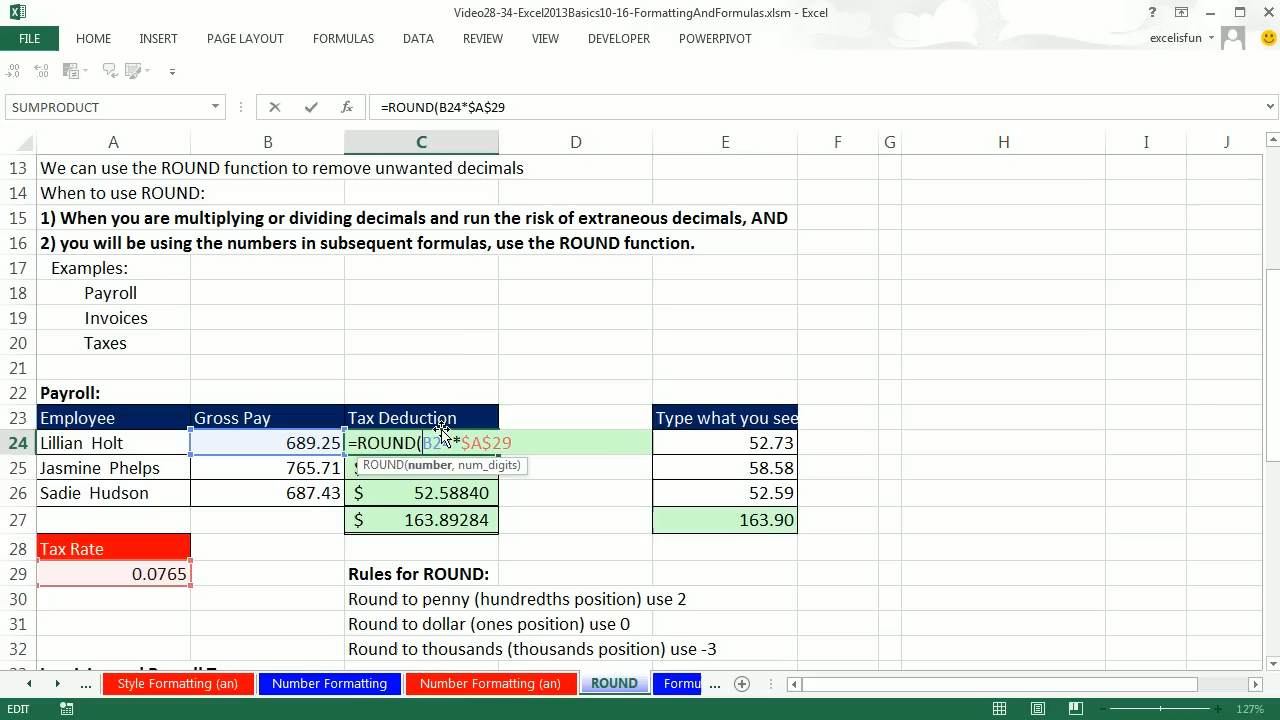 Video28-34-Excel2013Basics10-16-FormattingAndFormulas.xlsm - Excel
FILE HOME INSERT PAGE LAYOUT FORMULAS DATA REVIEW VIEW DEVELOPER POWERPIVOT excelisfun
SUMPRODUCT =ROUND(B24*$A$29
A B C D E F G H I J
13 We can use the ROUND function to remove unwanted decimals
14 When to use ROUND:
15 1) When you are multiplying or dividing decimals and run the risk of extraneous decimals, AND
16 2) you will be using the numbers in subsequent formulas, use the ROUND function.
17 Examples:
18 Payroll
19 Invoices
20 Taxes
21
22 Payroll:
23 Employee Gross Pay Tax Deduction Type what you see
24 Lillian Holt 689.25 =ROUND(B24*$A$29 52.73
ROUND(number, num_digits)
25 Jasmine Phelps 765.71 58.58
26 Sadie Hudson 687.43 $ 52.58840 52.59
27 $ 163.89284 163.90
28 Tax Rate
29 0.0765 Rules for ROUND:
30 Round to penny (hundredths position) use 2
31 Round to dollar (ones position) use 0
32 Round to thousands (thousands position) use -3
... Style Formatting (an) Number Formatting Number Formatting (an) ROUND Formu ...
EDIT 127%